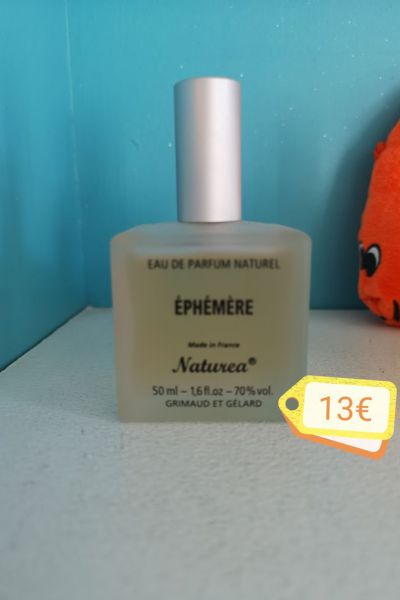 EAU DE PARFUM NATUREL
ÉPHÉMÈRE
Made in France
Naturea®
50 ml – 1,6 fl.oz – 70% vol.
GRIMAUD ET GÉLARD
13€